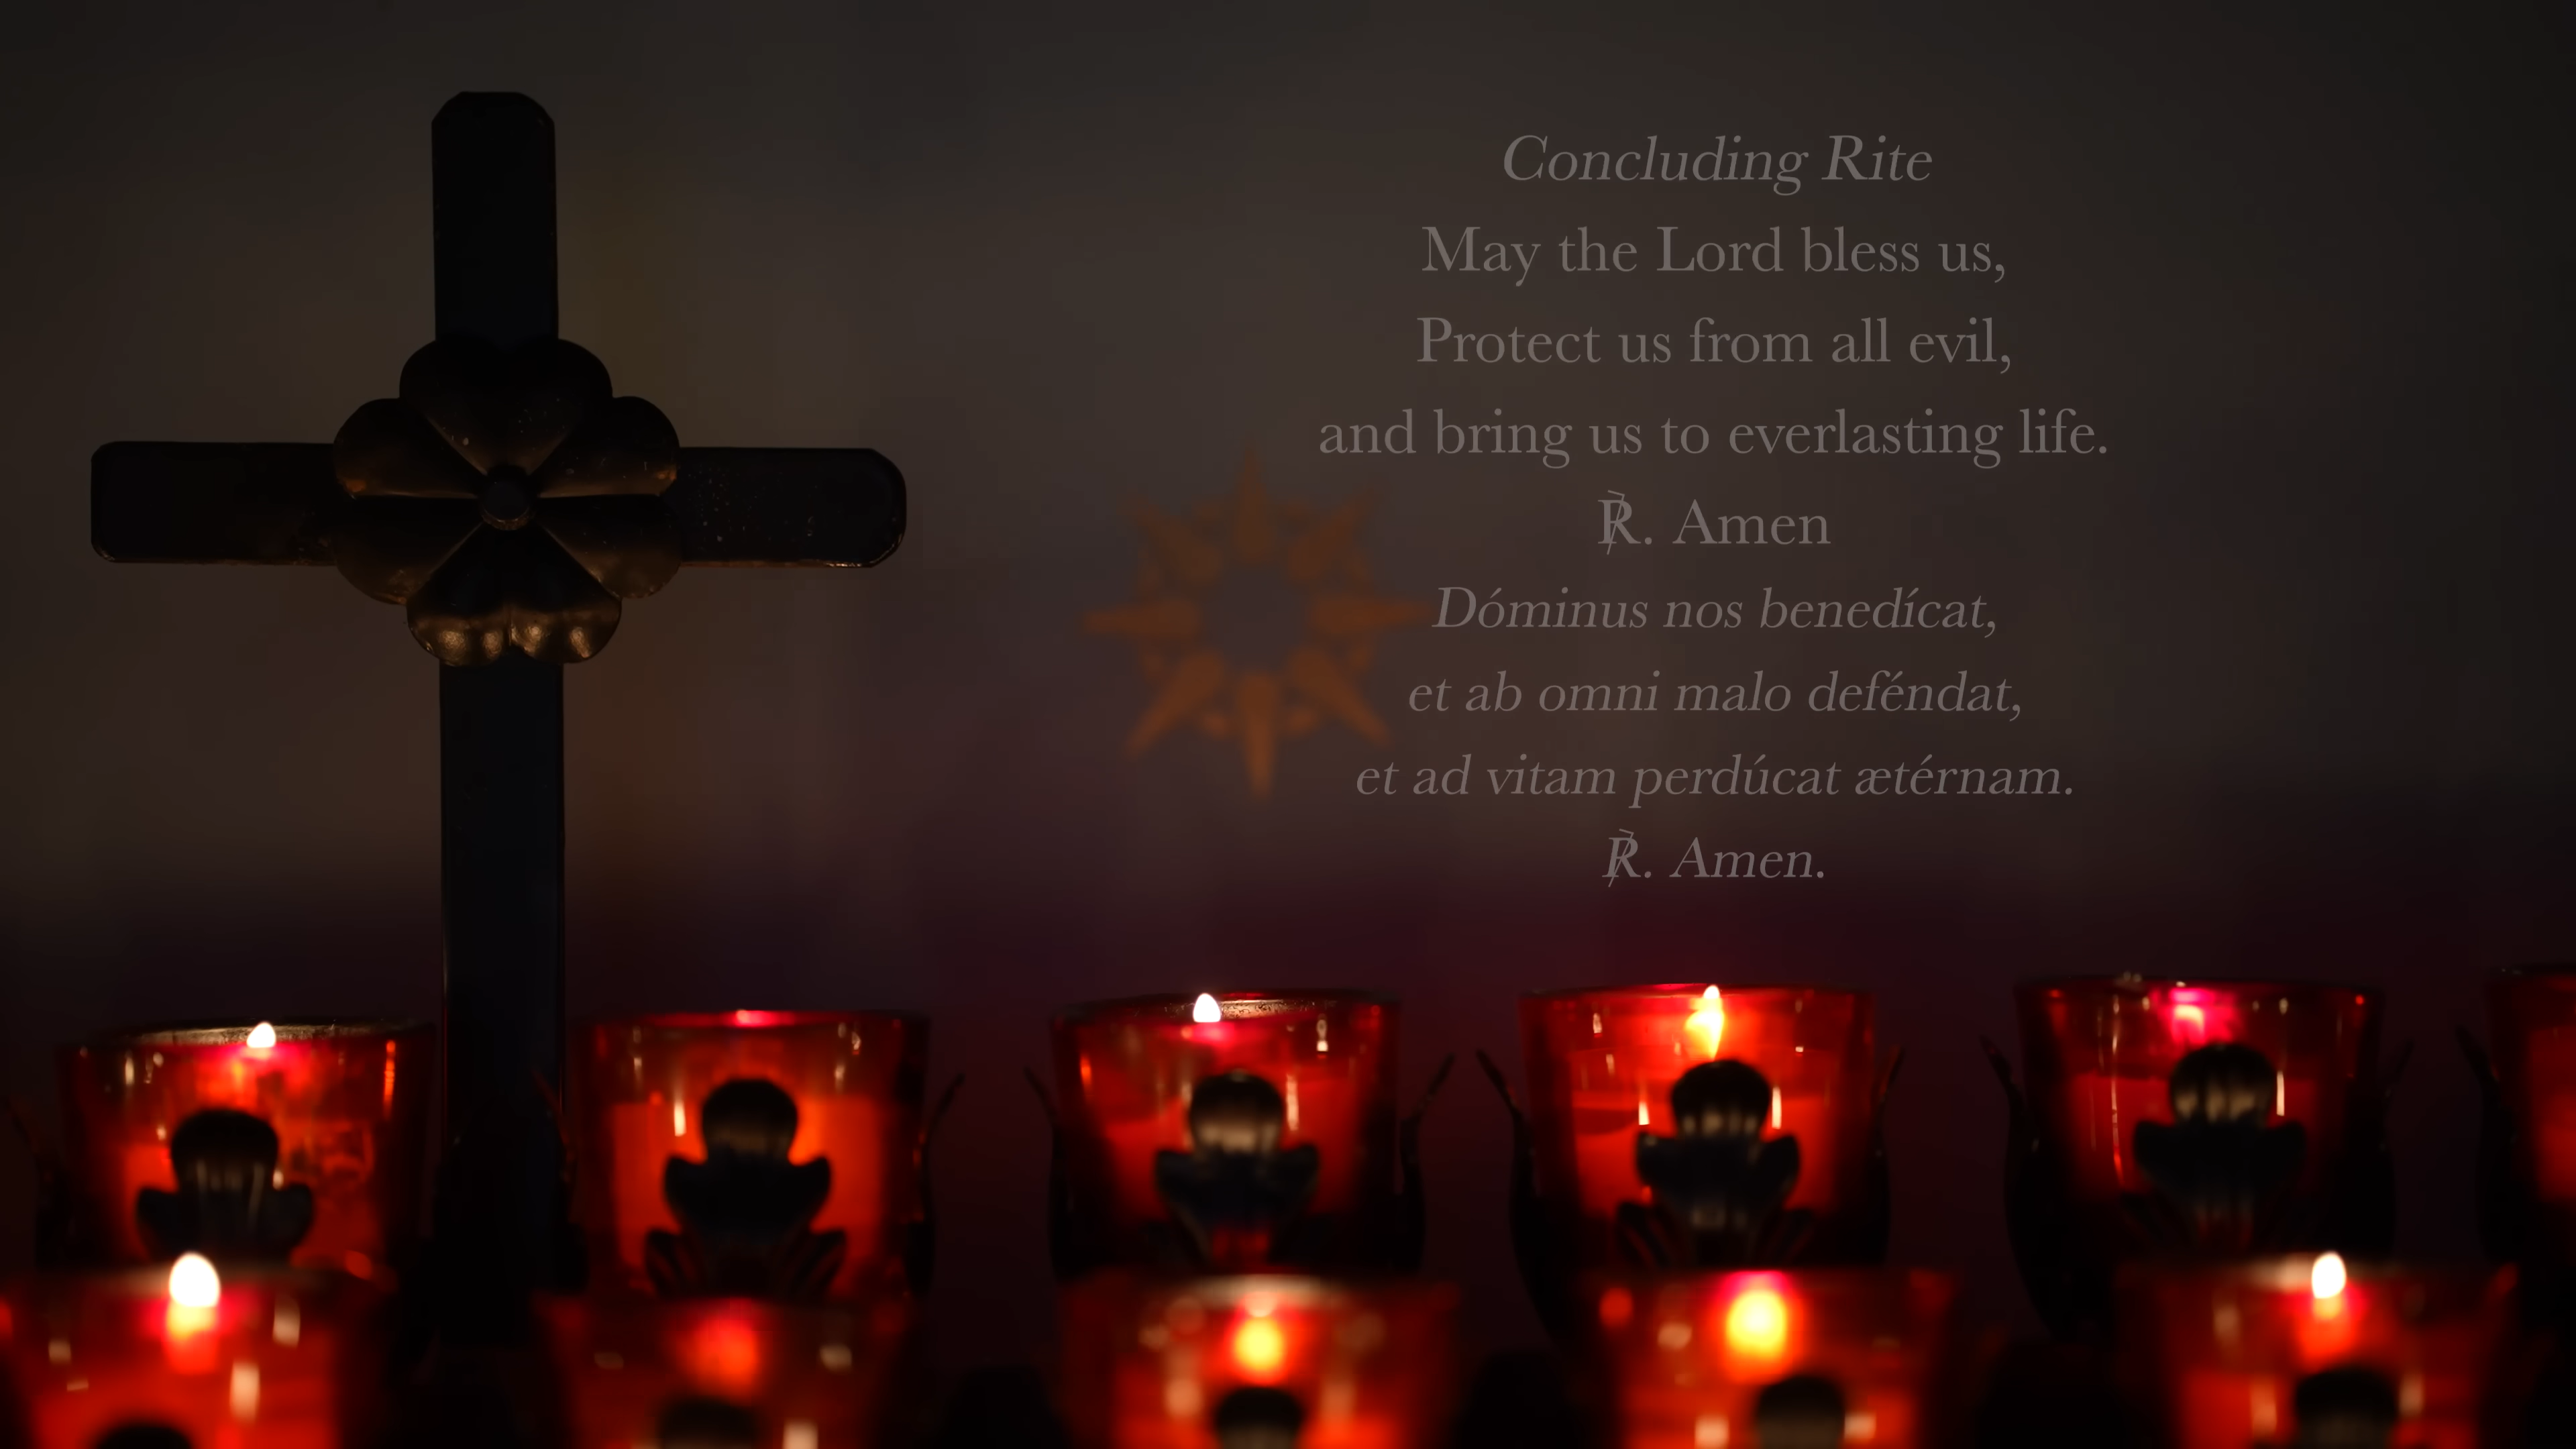 Concluding Rite
May the Lord bless us,
Protect us from all evil,
and bring us to everlasting life.
℟. Amen
Dóminus nos benedícat,
et ab omni malo deféndat,
et ad vitam perdúcat ætérnam.
℟. Amen.